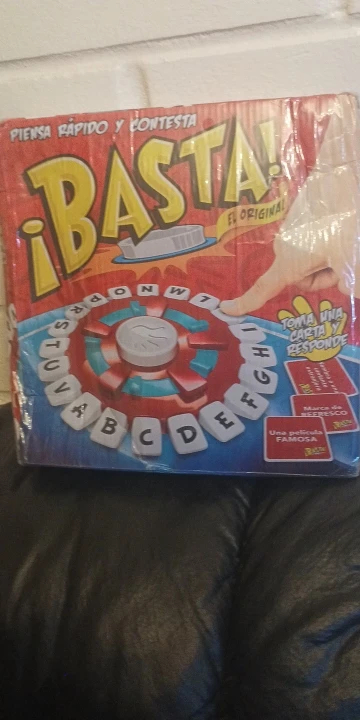 PIENSA RÁPIDO Y CONTESTA
¡BASTA!
EL ORIGINAL
TOMA UNA
CARTA Y
RESPONDE
A B C D E F G H I L M N O P R S T U V
Marca de
REFRESCO
Una película
FAMOSA